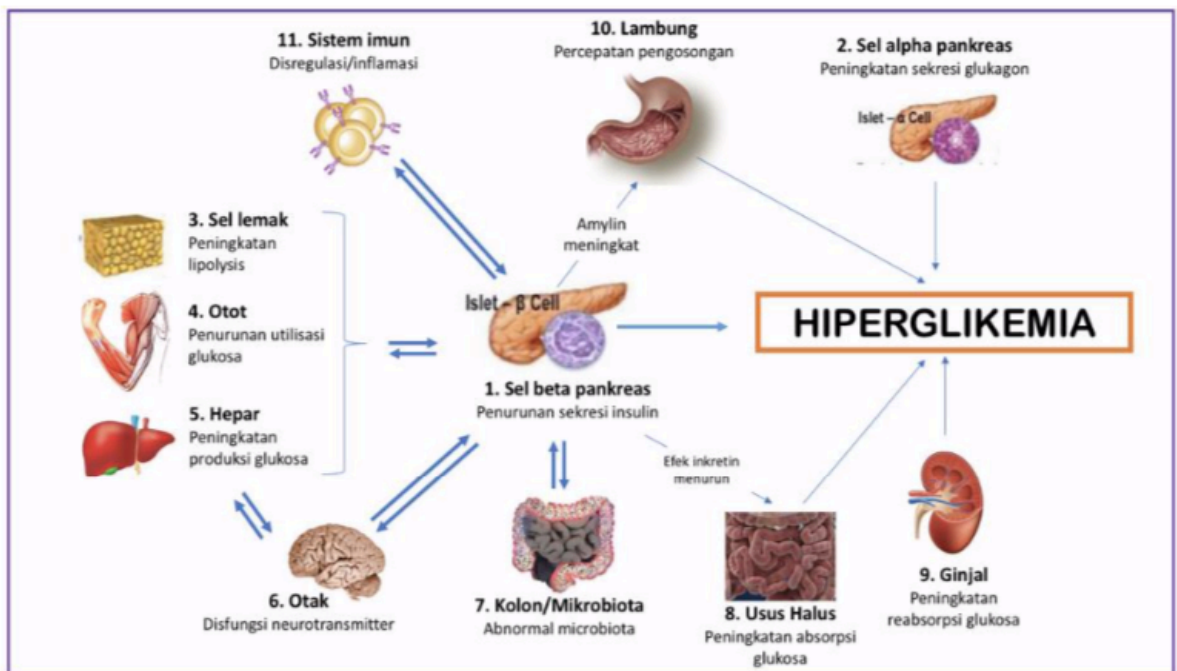 11. Sistem imun
Disregulasi/inflamasi
10. Lambung
Percepatan pengosongan
2. Sel alpha pankreas
Peningkatan sekresi glukagon
Islet – α Cell
3. Sel lemak
Peningkatan
lipolysis
4. Otot
Penurunan utilisasi
glukosa
5. Hepar
Peningkatan
produksi glukosa
Amylin
meningkat
Islet – β Cell
1. Sel beta pankreas
Penurunan sekresi insulin
HIPERGLIKEMIA
Efek inkretin
menurun
6. Otak
Disfungsi neurotransmitter
7. Kolon/Mikrobiota
Abnormal microbiota
8. Usus Halus
Peningkatan absorpsi
glukosa
9. Ginjal
Peningkatan
reabsorpsi glukosa